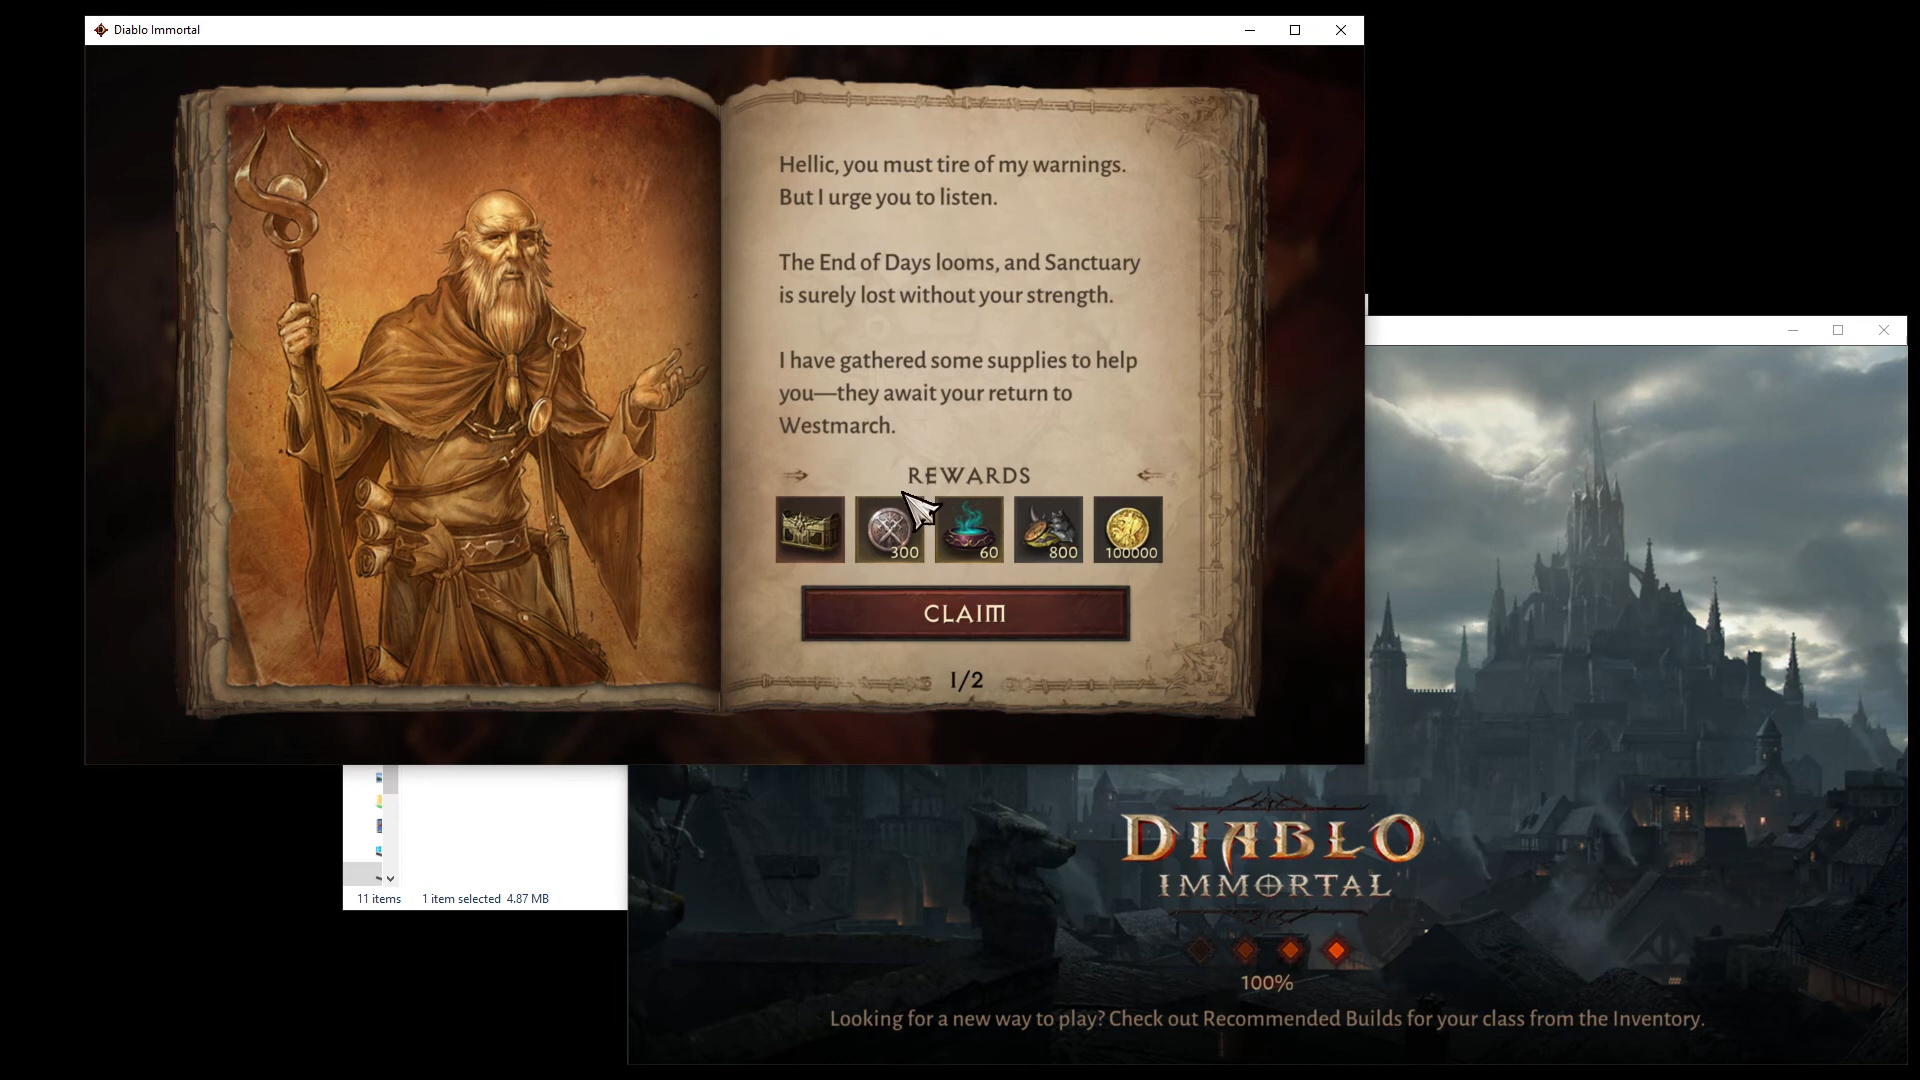 Diablo Immortal
Hellic, you must tire of my warnings.
But I urge you to listen.
The End of Days looms, and Sanctuary
is surely lost without your strength.
I have gathered some supplies to help
you—they await your return to
Westmarch.
REWARDS
300
60
800
100000
CLAIM
1/2
11 items
1 item selected 4.87 MB
DIABLO
IMMORTAL
100%
Looking for a new way to play? Check out Recommended Builds for your class from the Inventory.